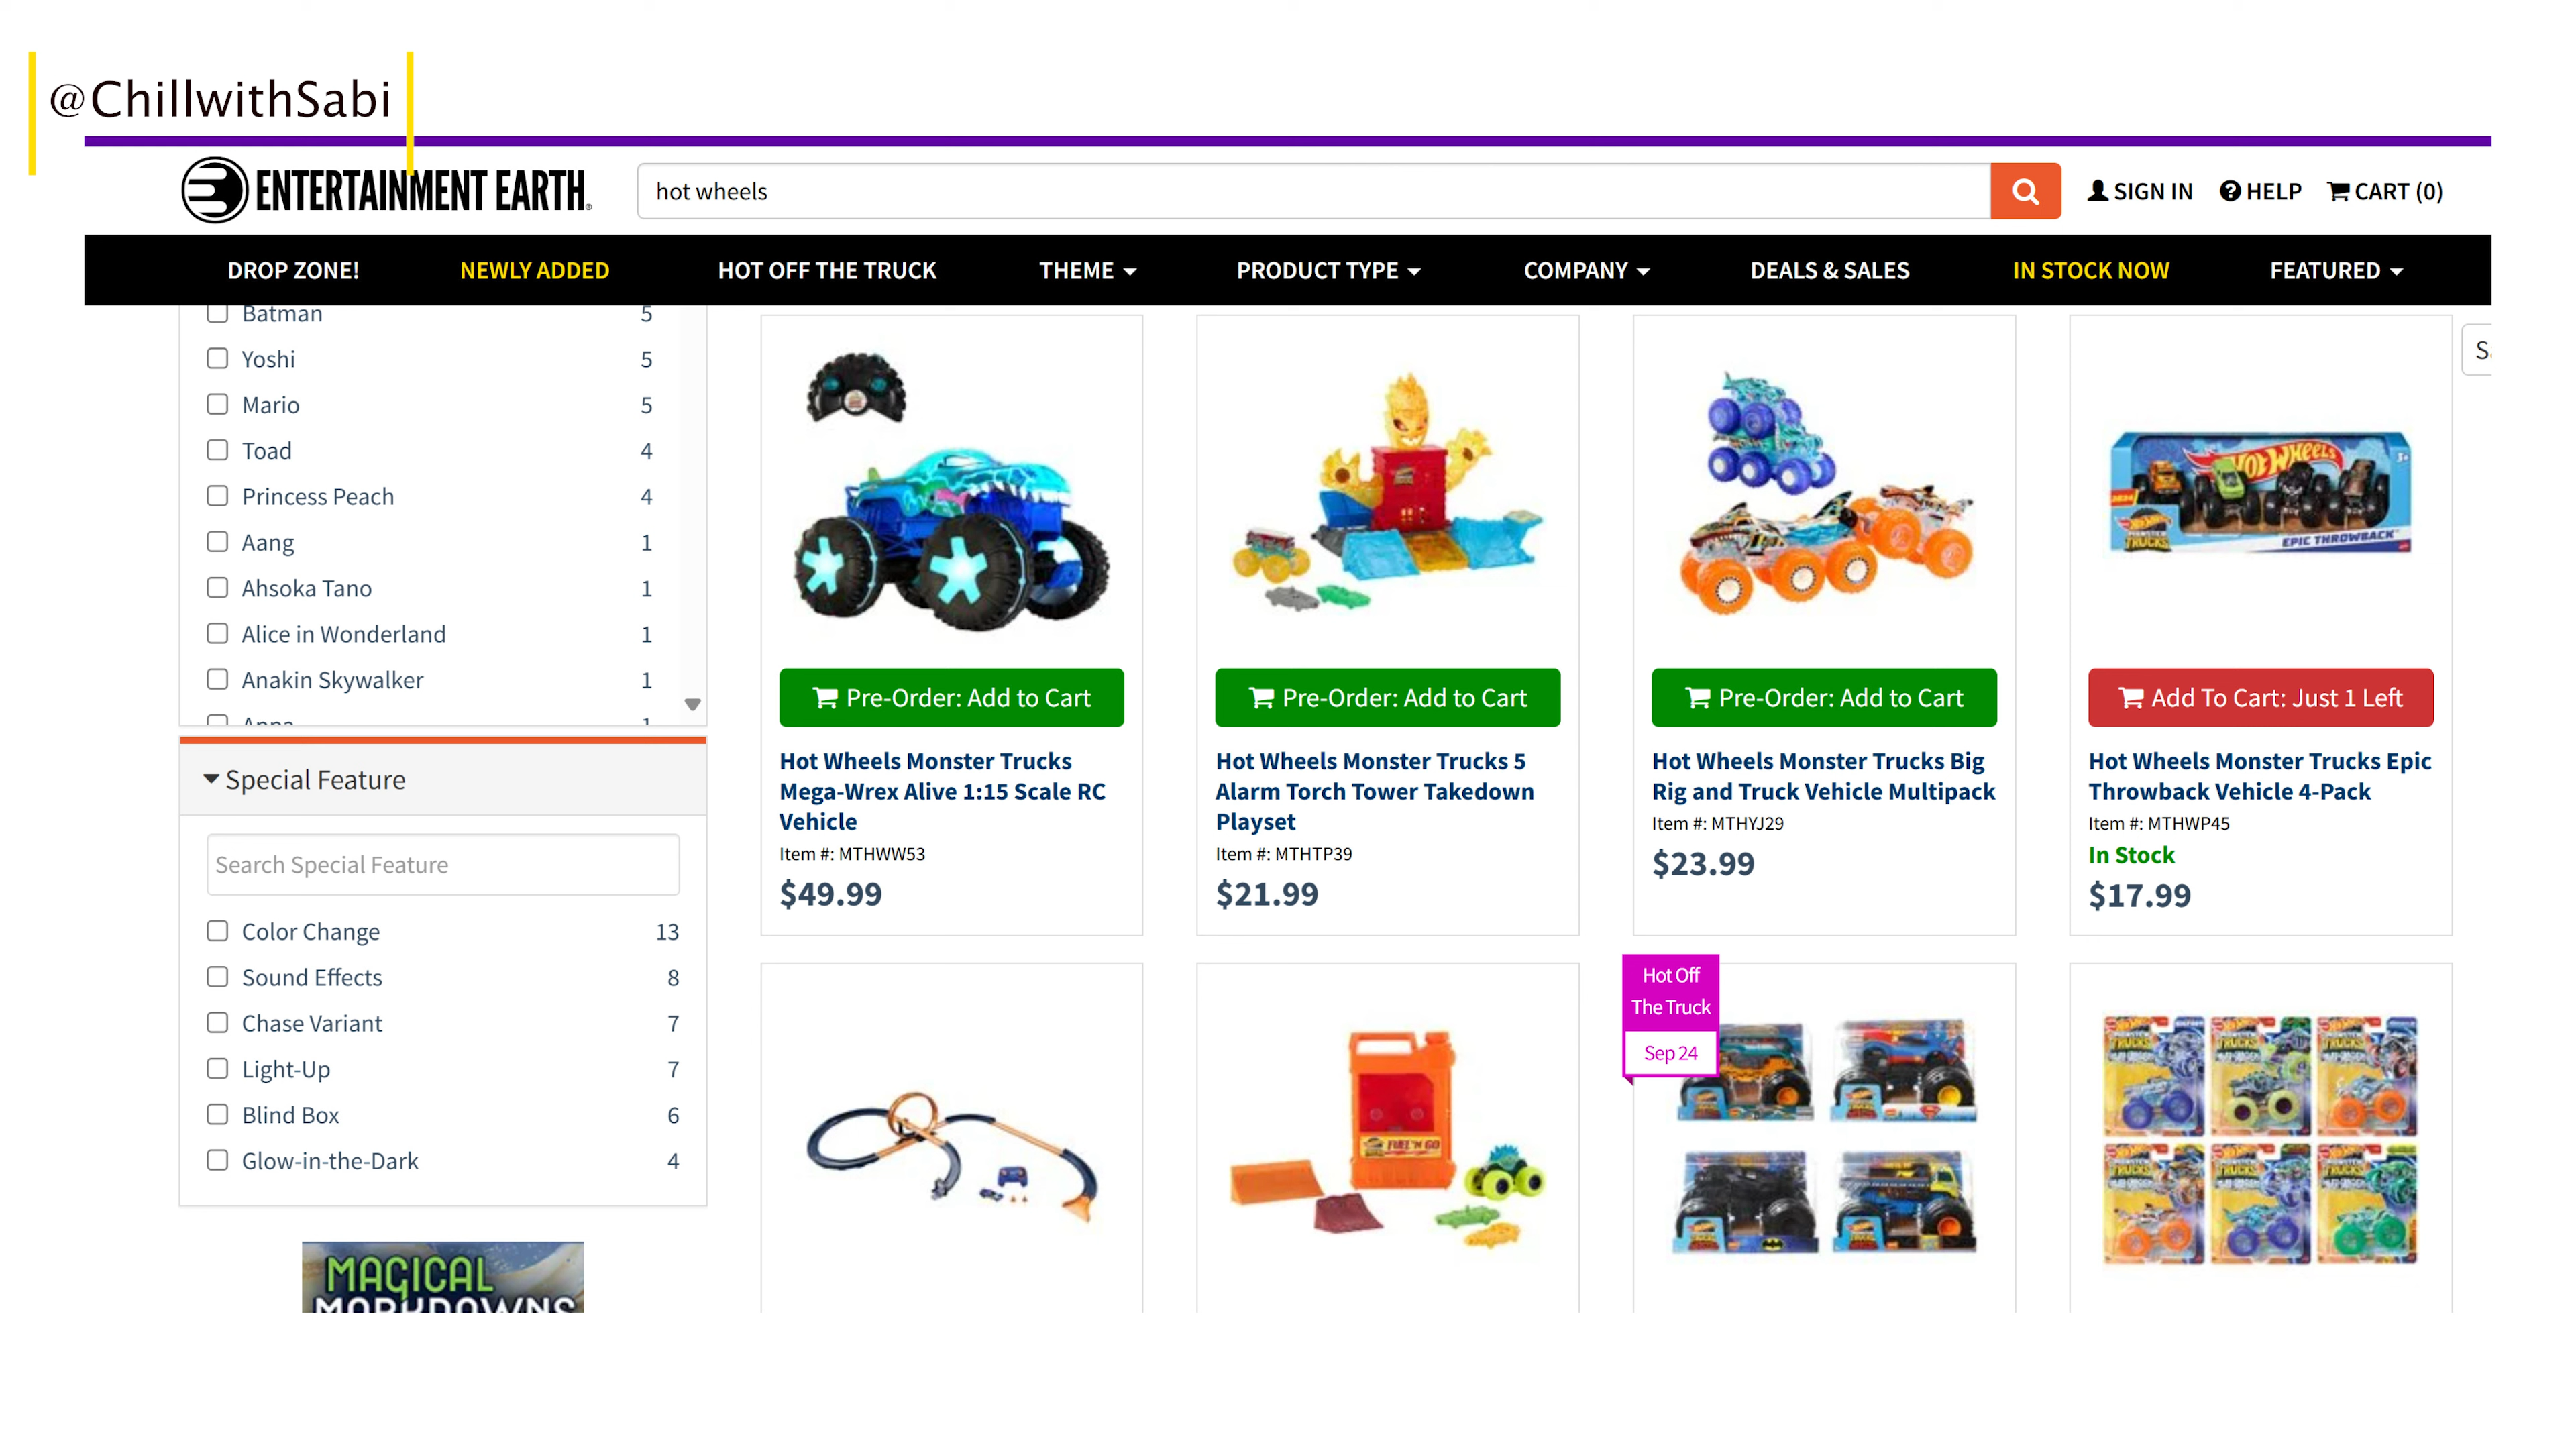 @ChillwithSabi
ENTERTAINMENT EARTH®
hot wheels
SIGN IN
HELP
CART (0)
DROP ZONE!
NEWLY ADDED
HOT OFF THE TRUCK
THEME
PRODUCT TYPE
COMPANY
DEALS & SALES
IN STOCK NOW
FEATURED
Batman 5
Yoshi 5
Mario 5
Toad 4
Princess Peach 4
Aang 1
Ahsoka Tano 1
Alice in Wonderland 1
Anakin Skywalker 1
Special Feature
Search Special Feature
Color Change 13
Sound Effects 8
Chase Variant 7
Light-Up 7
Blind Box 6
Glow-in-the-Dark 4
MAGICAL
MARKDOWNS
Pre-Order: Add to Cart
Hot Wheels Monster Trucks
Mega-Wrex Alive 1:15 Scale RC
Vehicle
Item #: MTHWW53
$49.99
Pre-Order: Add to Cart
Hot Wheels Monster Trucks 5
Alarm Torch Tower Takedown
Playset
Item #: MTHTP39
$21.99
Pre-Order: Add to Cart
Hot Wheels Monster Trucks Big
Rig and Truck Vehicle Multipack
Item #: MTHYJ29
$23.99
HOT WHEELS
MONSTER
TRUCKS
EPIC THROWBACK
Add To Cart: Just 1 Left
Hot Wheels Monster Trucks Epic
Throwback Vehicle 4-Pack
Item #: MTHWP45
In Stock
$17.99
FUEL 'N GO
Hot Off
The Truck
Sep 24